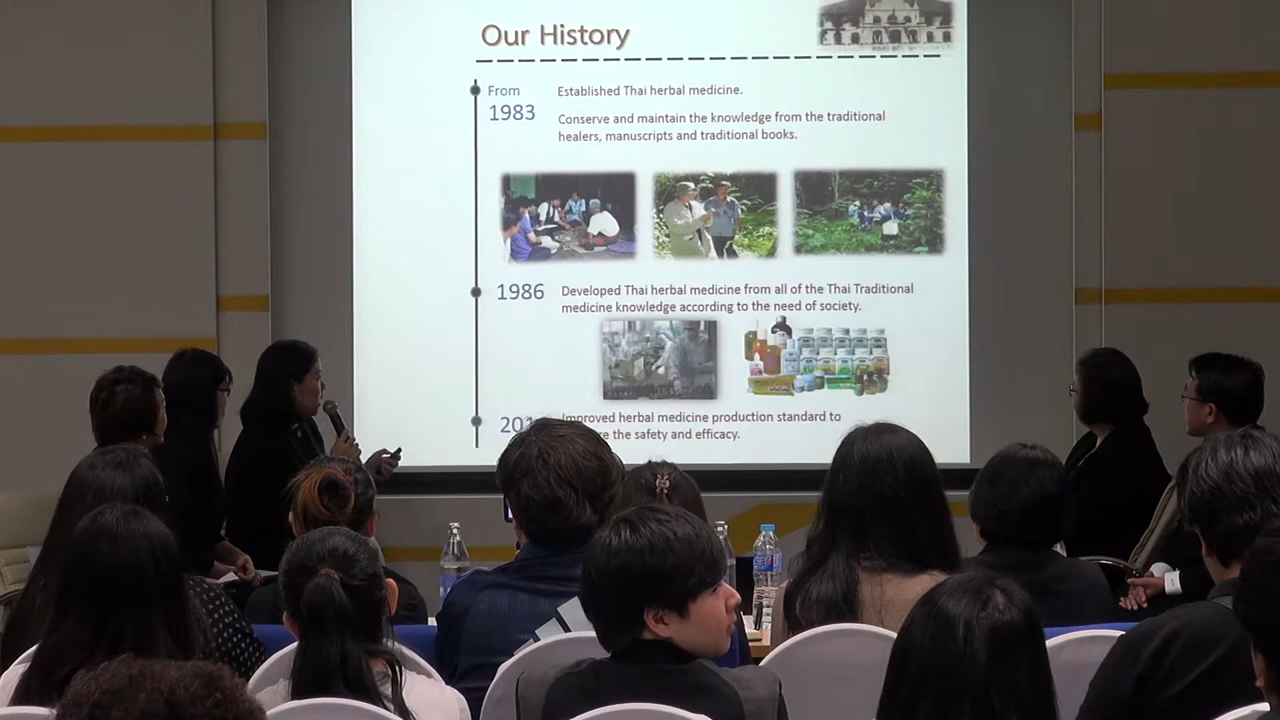 Our History
From
1983
Established Thai herbal medicine.
Conserve and maintain the knowledge from the traditional
healers, manuscripts and traditional books.
1986
Developed Thai herbal medicine from all of the Thai Traditional
medicine knowledge according to the need of society.
Improved herbal medicine production standard to
the safety and efficacy.